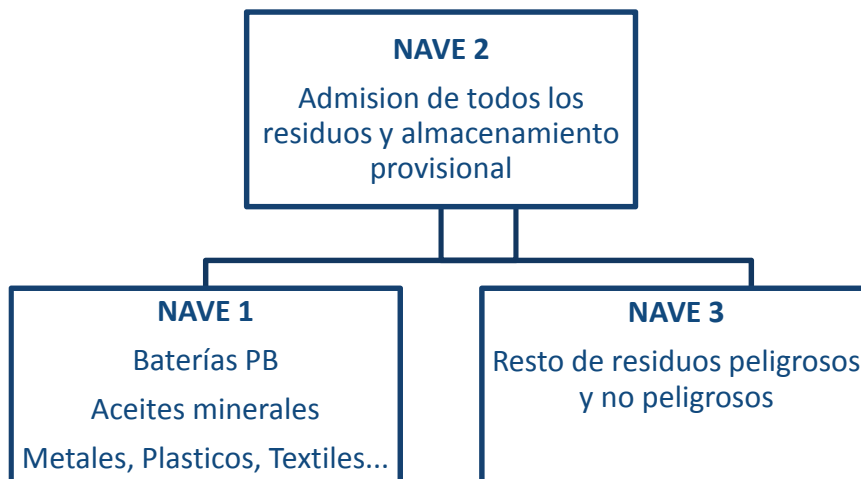 NAVE 2
Admision de todos los
residuos y almacenamiento
provisional
NAVE 1
Baterías PB
Aceites minerales
Metales, Plasticos, Textiles...
NAVE 3
Resto de residuos peligrosos
y no peligrosos